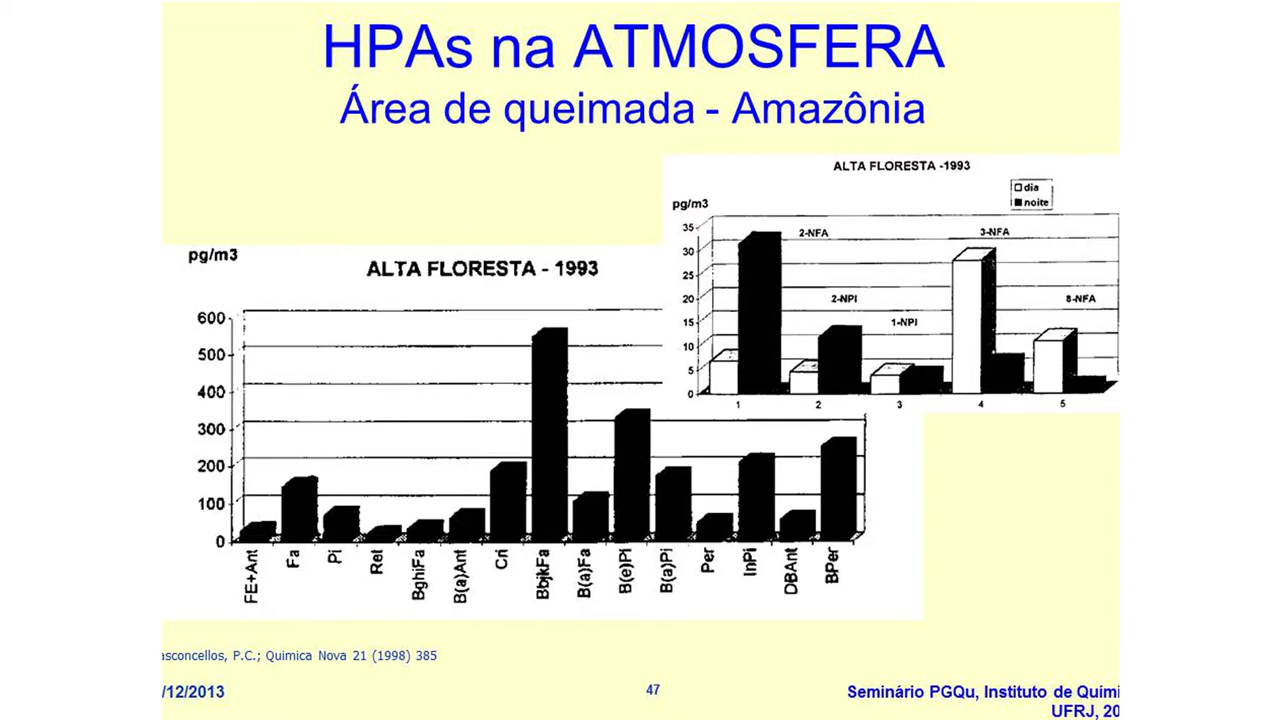 HPAs na ATMOSFERA
Área de queimada - Amazônia
ALTA FLORESTA -1993
dia
noite
pg/m3
35
30
25
20
15
10
5
0
2-NFA
3-NFA
2-NPI
8-NFA
1-NPI
1 2 3 4 5
pg/m3
ALTA FLORESTA - 1993
600
500
400
300
200
100
0
FE+Ant
Fa
Pi
Ret
BghiFa
B(a)Ant
Cri
BbjkFa
B(a)Fa
B(e)Pi
B(a)Pi
Per
InPi
DBAnt
BPer
asconcellos, P.C.; Quimica Nova 21 (1998) 385
/12/2013
47
Seminário PGQu, Instituto de Quími
UFRJ, 20